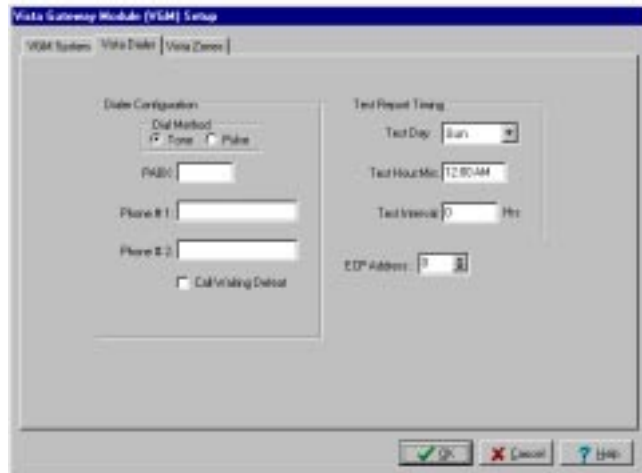 Vista Gateway Module (VGM) Setup
VGM System Vista Dialer Vista Zones
Dialer Configuration
Dial Method
Tone Pulse
PABX:
Phone # 1:
Phone # 2:
Call Waiting Defeat
Test Report Timing
Test Day: Sun
Test Hour:Min: 12:00 AM
Test Interval: 0 Hrs
Address:
OK Cancel Help